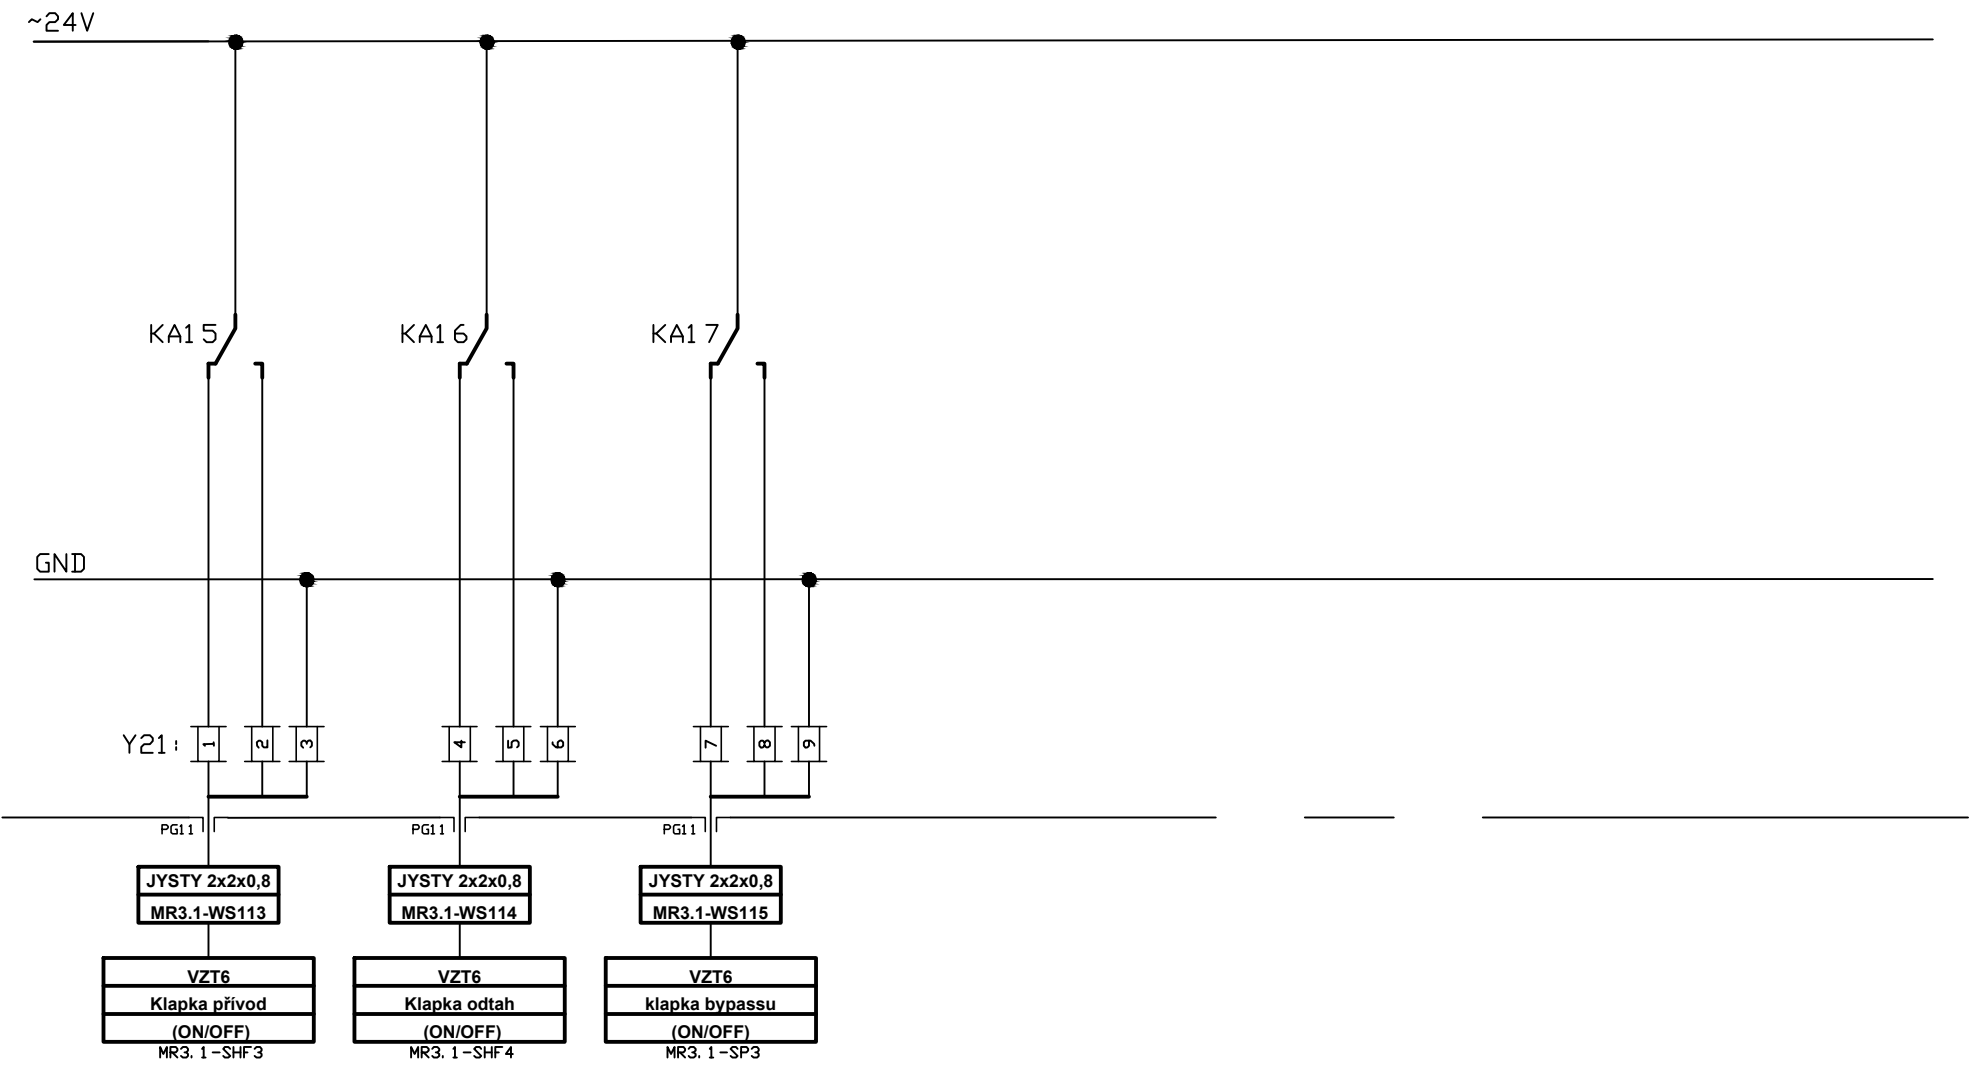 ~24V
KA15 KA16 KA17
GND
Y21: 1 2 3 4 5 6 7 8 9
PG11 PG11 PG11
JYSTY 2x2x0,8 JYSTY 2x2x0,8 JYSTY 2x2x0,8
MR3.1-WS113 MR3.1-WS114 MR3.1-WS115
VZT6 VZT6 VZT6
Klapka přívod Klapka odtah klapka bypassu
(ON/OFF) (ON/OFF) (ON/OFF)
MR3.1-SHF3 MR3.1-SHF4 MR3.1-SP3